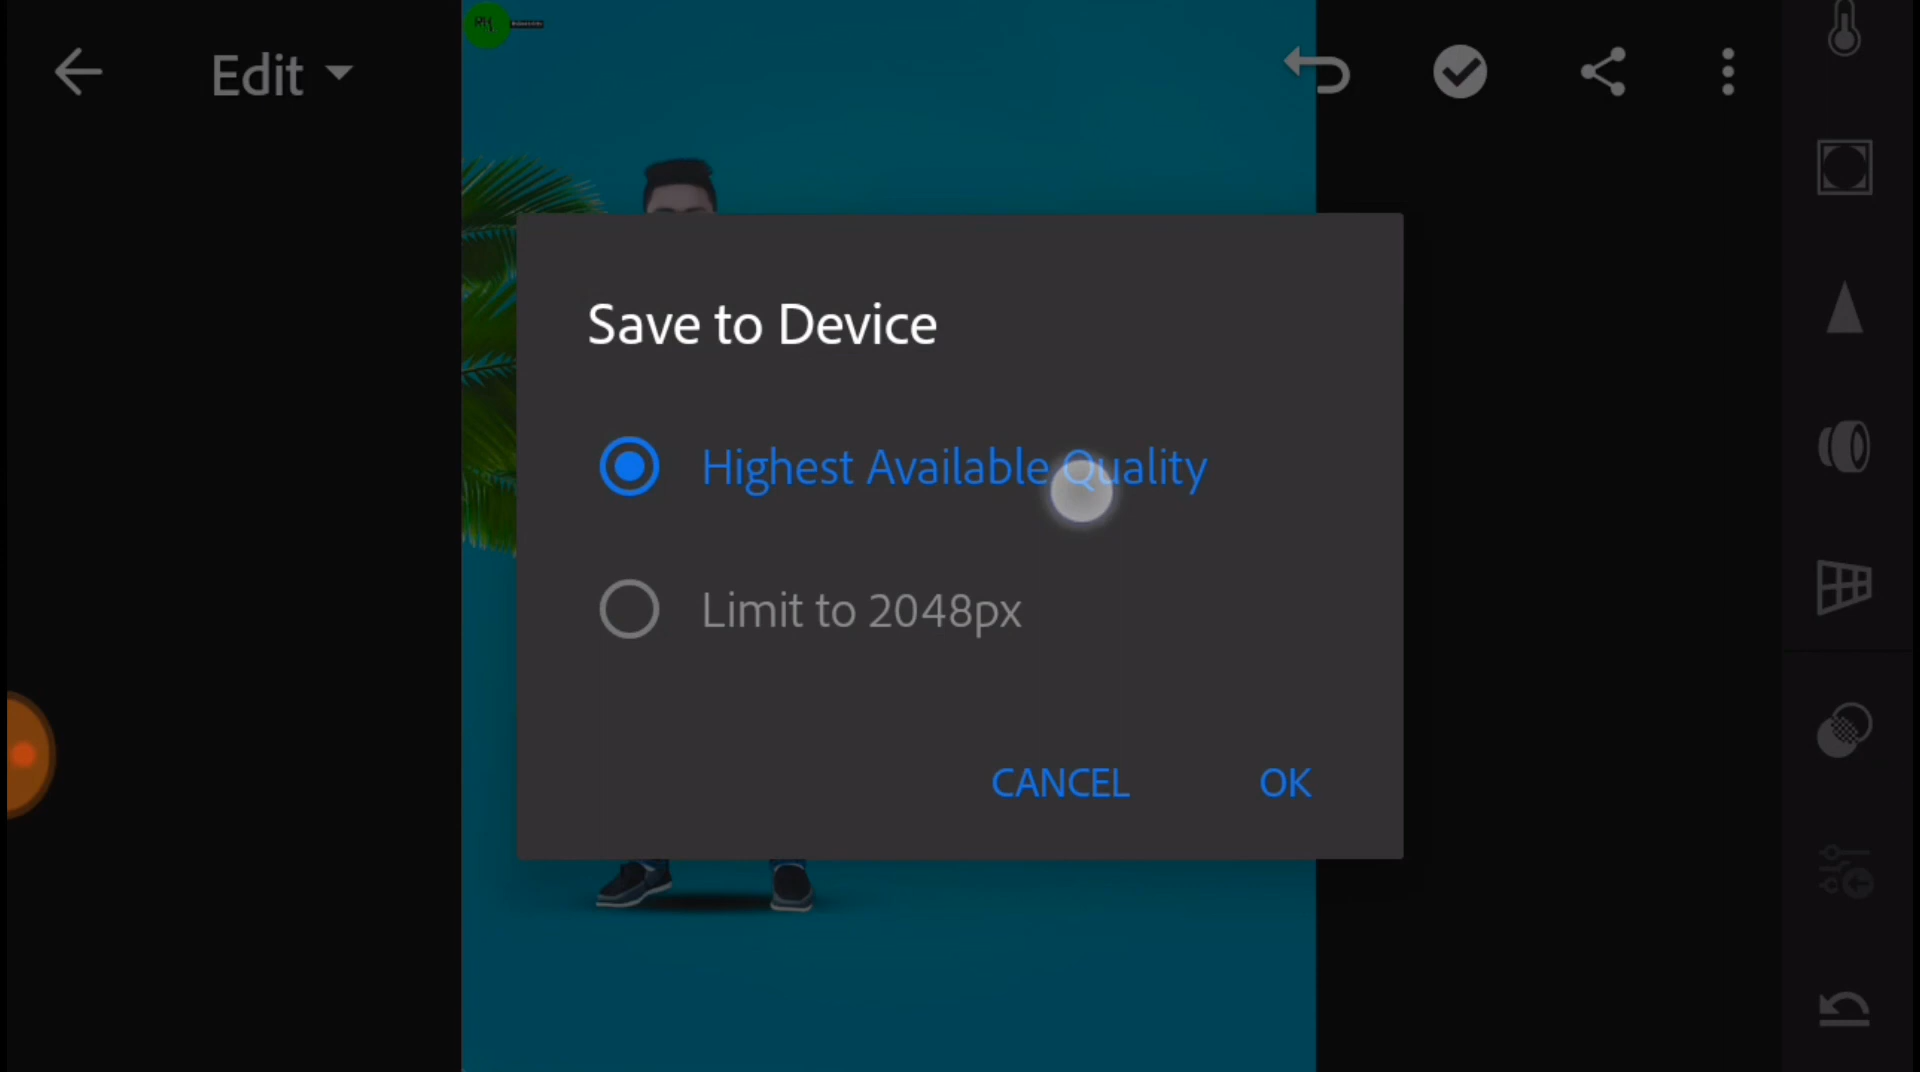 Edit
Save to Device
Highest Available Quality
Limit to 2048px
CANCEL
OK